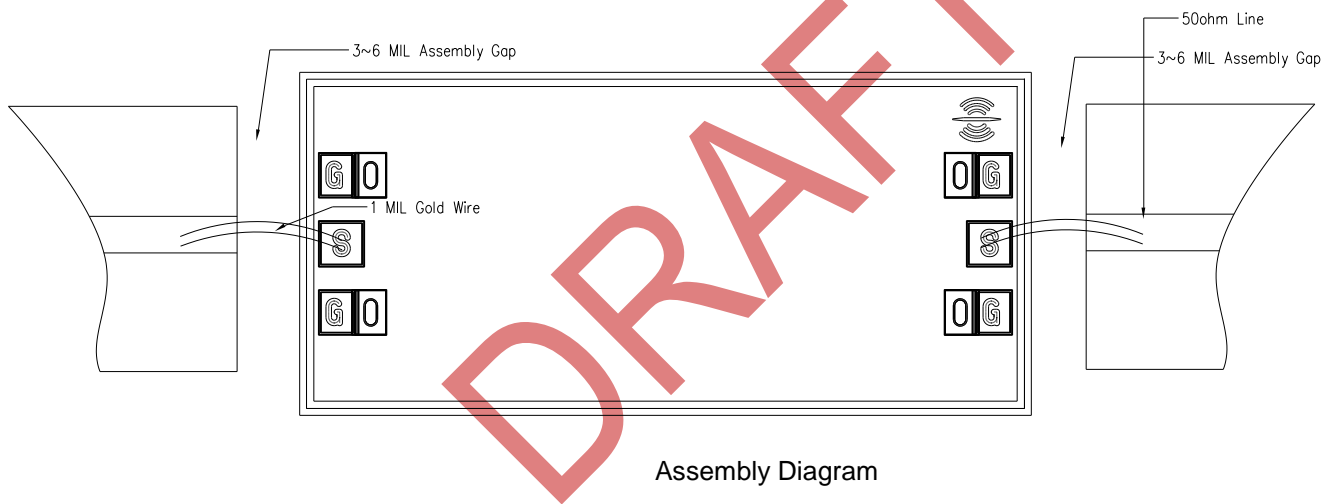 50ohm Line
3~6 MIL Assembly Gap
3~6 MIL Assembly Gap
G O
O G
1 MIL Gold Wire
S
S
G O
O G
DRAFT
Assembly Diagram